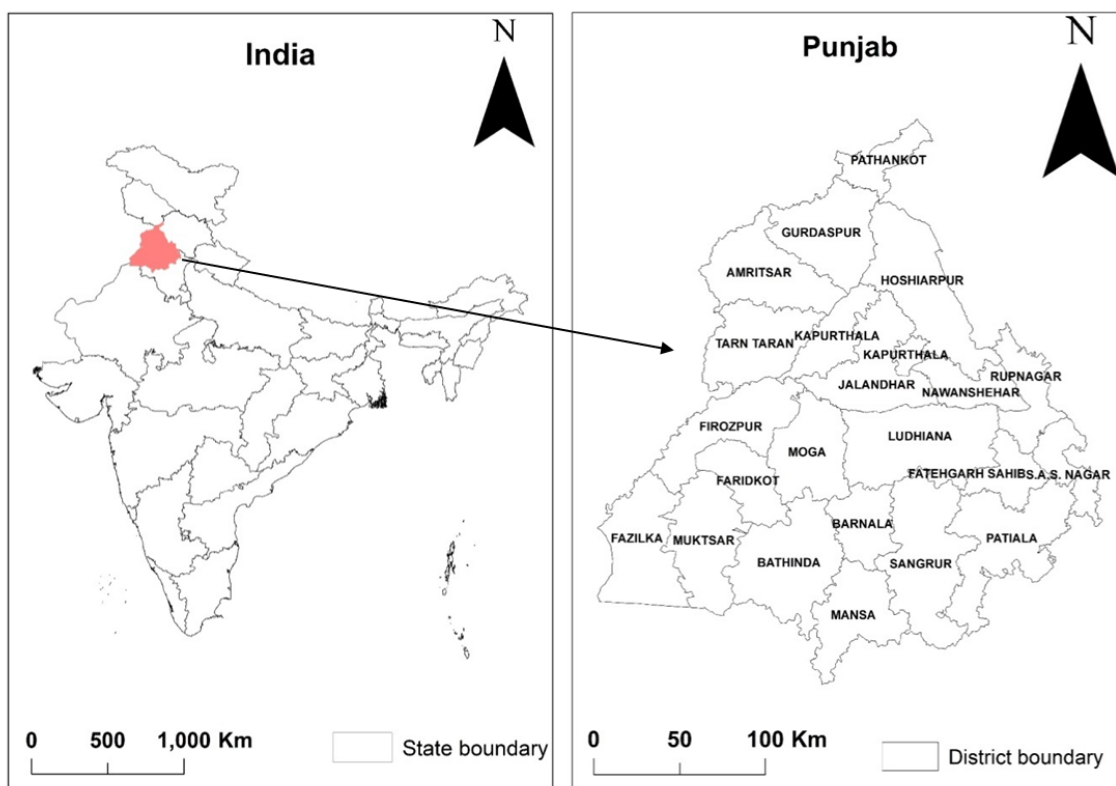 India
N
0 500 1,000 Km
State boundary
Punjab
N
PATHANKOT
GURDASPUR
AMRITSAR
HOSHIARPUR
TARN TARAN
KAPURTHALA
KAPURTHALA
RUPNAGAR
JALANDHAR
NAWANSHEHAR
FIROZPUR
LUDHIANA
MOGA
FARIDKOT
FATEHGARH SAHIB
S.A.S. NAGAR
BARNALA
FAZILKA
MUKTSAR
PATIALA
BATHINDA
SANGRUR
MANSA
0 50 100 Km
District boundary